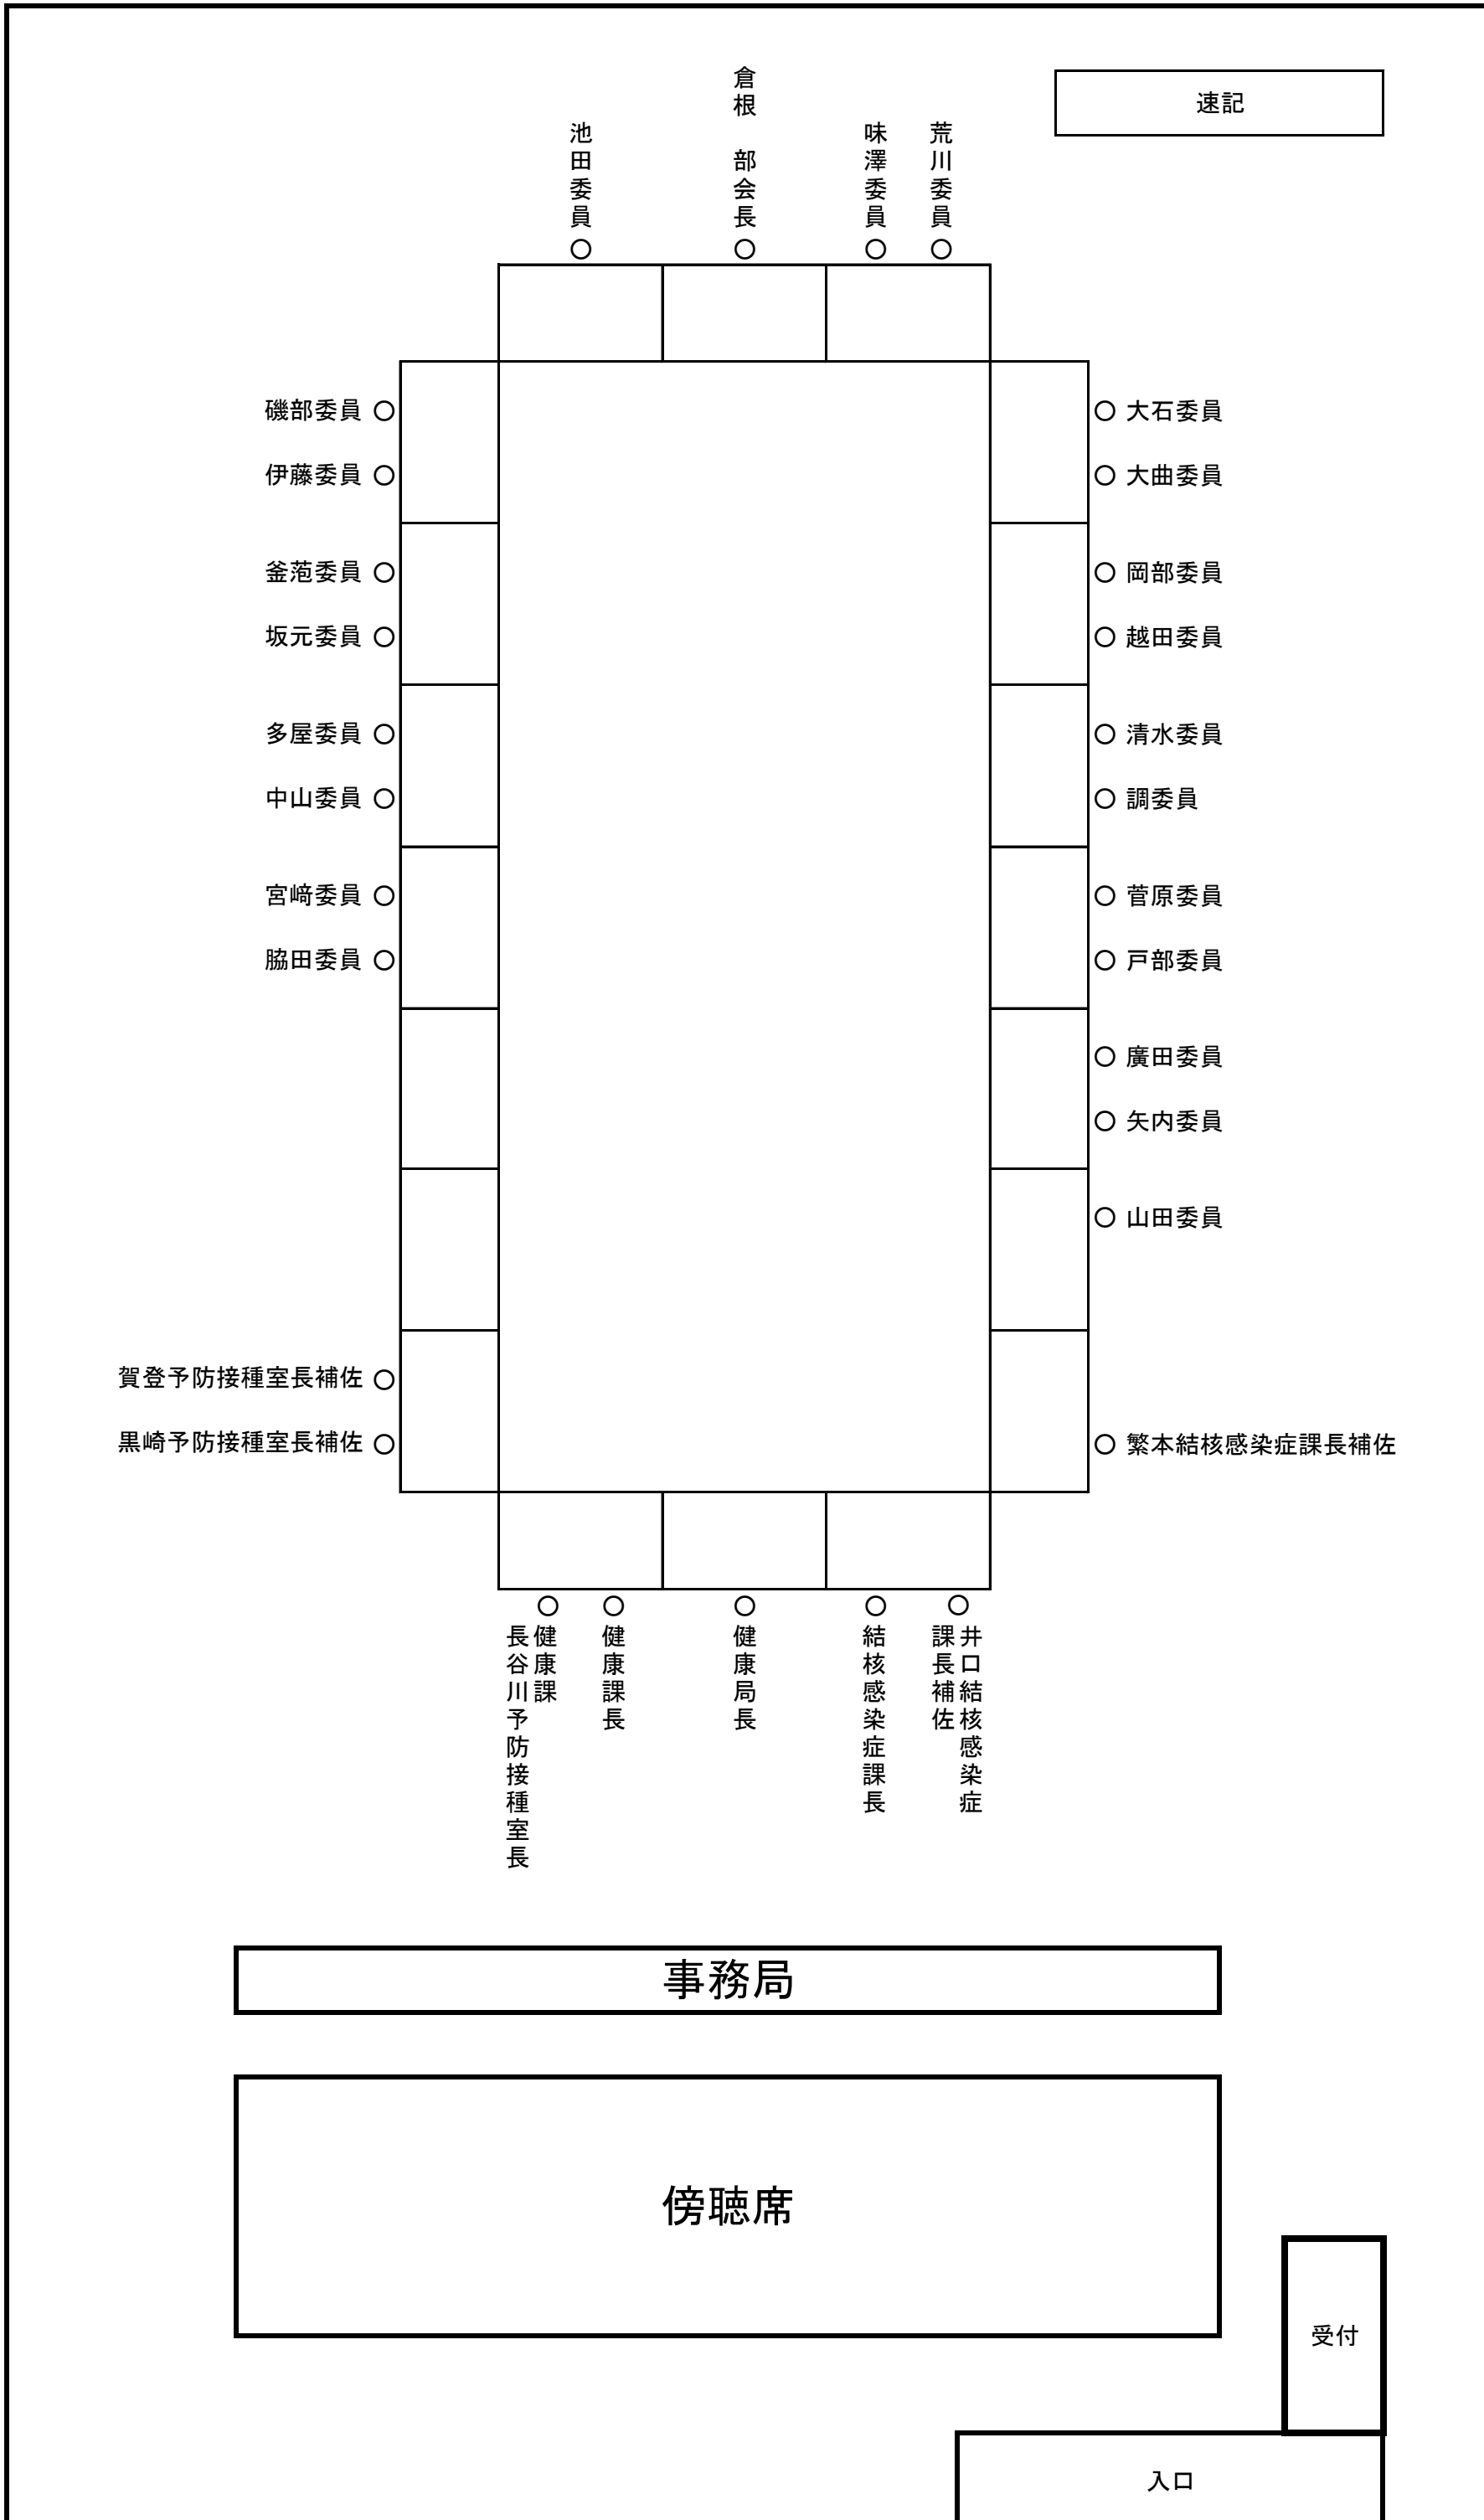 速記
池田委員
倉根　部会長
味澤委員
荒川委員
磯部委員
伊藤委員
釜萢委員
坂元委員
多屋委員
中山委員
宮﨑委員
脇田委員
大石委員
大曲委員
岡部委員
越田委員
清水委員
調委員
菅原委員
戸部委員
廣田委員
矢内委員
山田委員
賀登予防接種室長補佐
黒崎予防接種室長補佐
繁本結核感染症課長補佐
健康課
長谷川予防接種室長
健康課長
健康局長
結核感染症課長
井口結核感染症
課長補佐
事務局
傍聴席
受付
入口